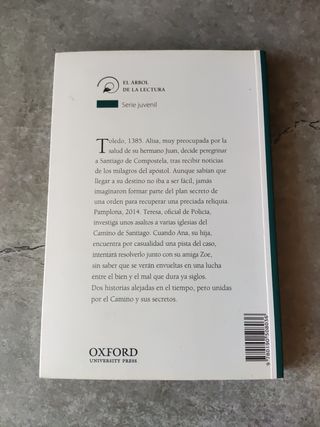 EL ÁRBOL
DE LA LECTURA
Serie juvenil
Toledo, 1385. Alisa, muy preocupada por la
salud de su hermano Juan, decide peregrinar
a Santiago de Compostela, tras recibir noticias
de los milagros del apóstol. Aunque sabían que
llegar a su destino no iba a ser fácil, jamás
imaginaron formar parte del plan secreto de
una orden para recuperar una preciada reliquia.
Pamplona, 2014. Teresa, oficial de Policía,
investiga unos asaltos a varias iglesias del
Camino de Santiago. Cuando Ana, su hija,
encuentra por casualidad una pista del caso,
intentará resolverlo junto con su amiga Zoe,
sin saber que se verán envueltas en una lucha
entre el bien y el mal que dura ya siglos.
Dos historias alejadas en el tiempo, pero unidas
por el Camino y sus secretos.
OXFORD
UNIVERSITY PRESS